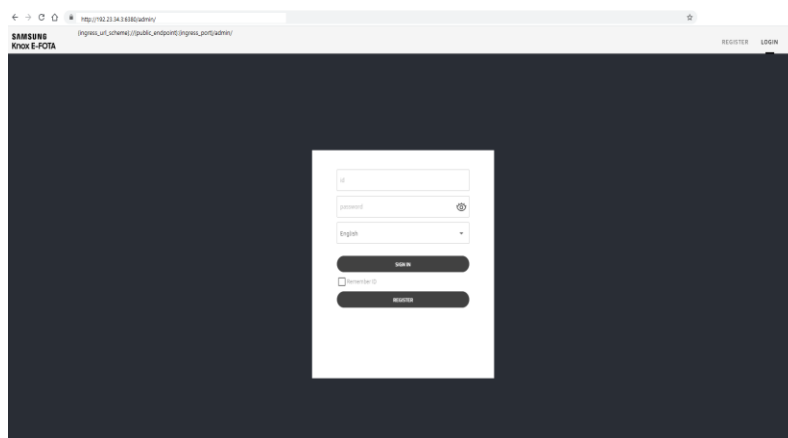 http://192.23.34.3:6380/admin/
SAMSUNG
Knox E-FOTA
{ingress_url_scheme}://{public_endpoint}:{ingress_port}/admin/
REGISTER LOGIN
id
password
English
SIGN IN
Remember ID
REGISTER